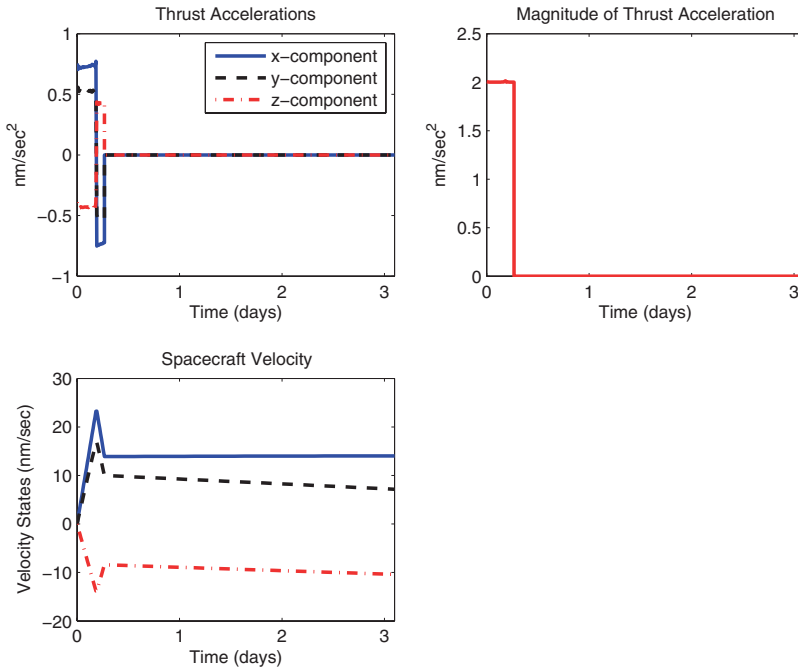 Thrust Accelerations
1
0.5
0
−0.5
−1
nm/sec²
0 1 2 3
Time (days)
x−component
y−component
z−component
Magnitude of Thrust Acceleration
2.5
2
1.5
1
0.5
0
nm/sec²
0 1 2 3
Time (days)
Spacecraft Velocity
30
20
10
0
−10
−20
Velocity States (nm/sec)
0 1 2 3
Time (days)